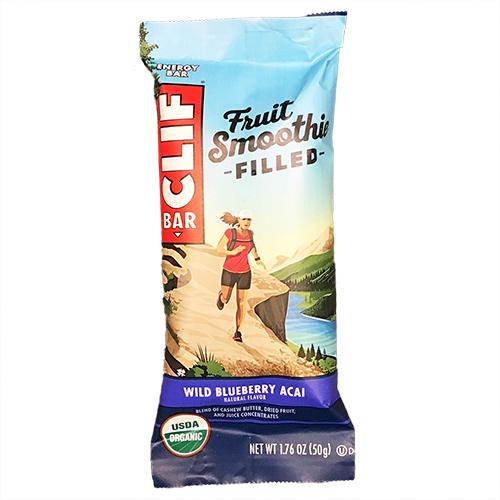 ENERGY
BAR
CLIF
BAR
Fruit
Smoothie
-FILLED-
WILD BLUEBERRY ACAI
NATURAL FLAVOR
BLEND OF CASHEW BUTTER, DRIED FRUIT,
AND JUICE CONCENTRATES
USDA
ORGANIC
NET WT 1.76 OZ (50g) U D